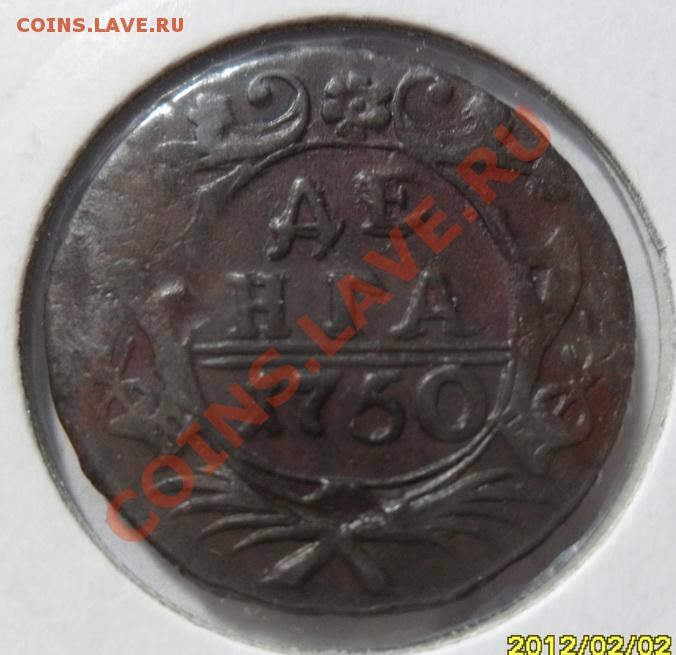 COINS.LAVE.RU
ДЕ
НГА
1750
COINS.LAVE.RU
2012/02/02